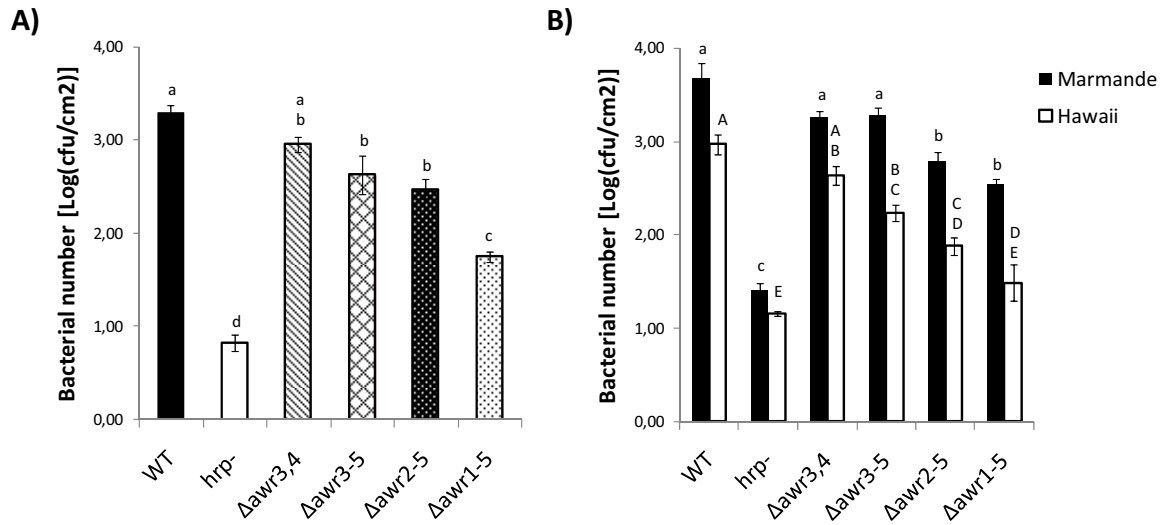 A)
Bacterial number [Log(cfu/cm2)]
4,00
3,00
2,00
1,00
0,00
a
d
a
b
b
b
c
WT
hrp-
Δawr3,4
Δawr3-5
Δawr2-5
Δawr1-5
B)
Bacterial number [Log(cfu/cm2)]
4,00
3,00
2,00
1,00
0,00
a
A
c
E
a
A
B
a
B
C
b
C
D
b
D
E
WT
hrp-
Δawr3,4
Δawr3-5
Δawr2-5
Δawr1-5
Marmande
Hawaii